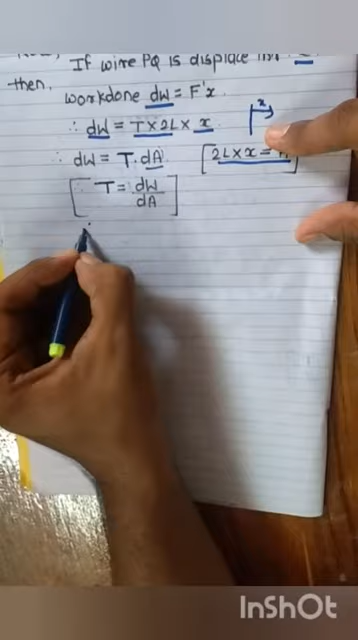 If wire PQ is displace
then,
workdone dW = F'x
x
∴ dW = T×2L × x
∴ dW = T. dA [2L×x =
[∴ T = dW/dA]
InShOt